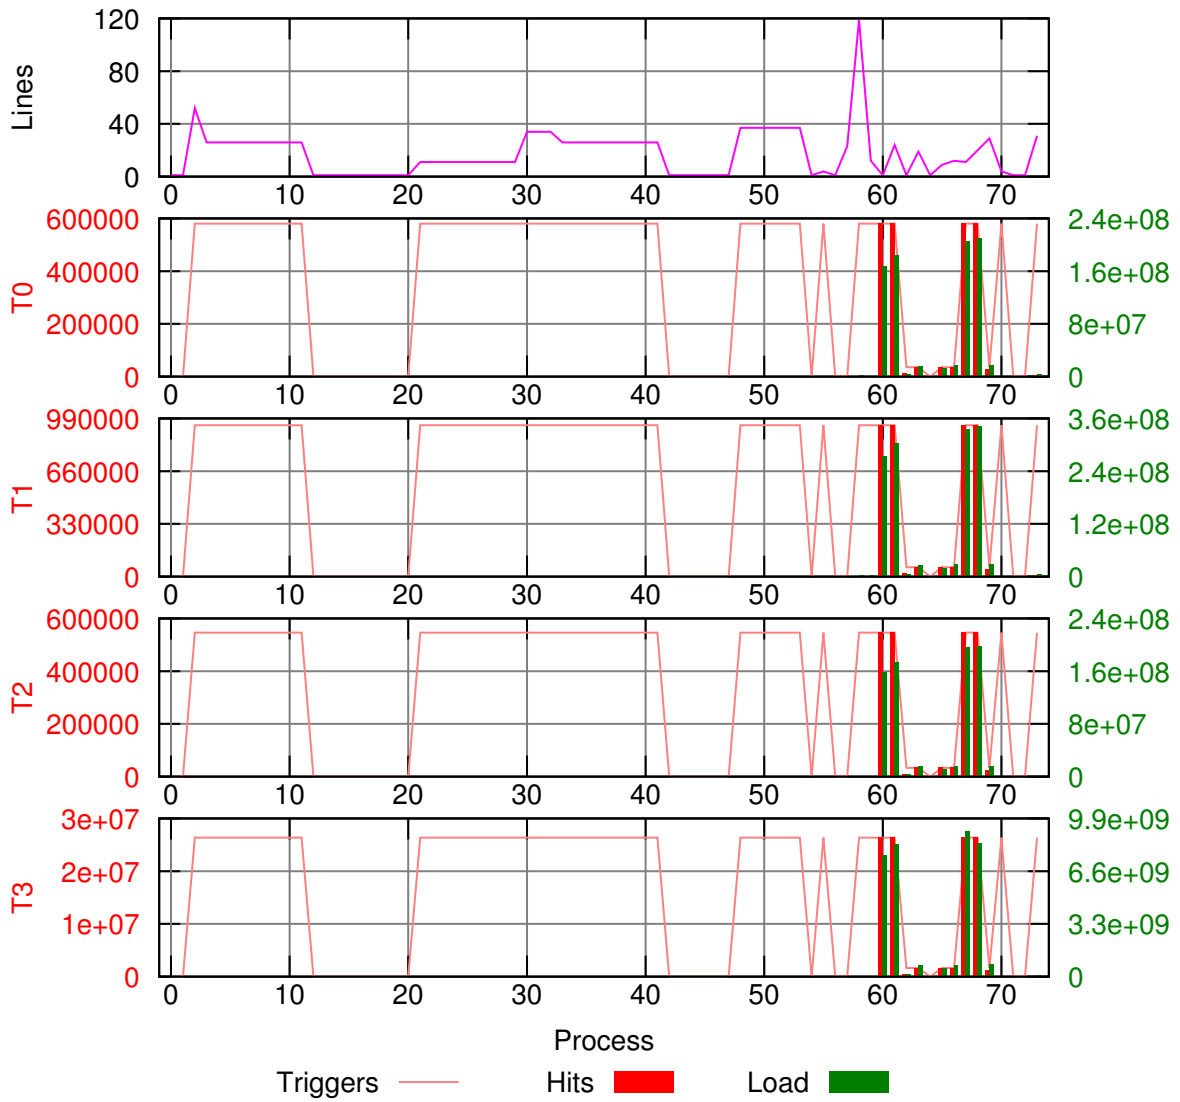 120
80
40
0
Lines
0 10 20 30 40 50 60 70
600000 2.4e+08
400000 1.6e+08
200000 8e+07
0 0
T0
0 10 20 30 40 50 60 70
990000 3.6e+08
660000 2.4e+08
330000 1.2e+08
0 0
T1
0 10 20 30 40 50 60 70
600000 2.4e+08
400000 1.6e+08
200000 8e+07
0 0
T2
0 10 20 30 40 50 60 70
3e+07 9.9e+09
2e+07 6.6e+09
1e+07 3.3e+09
0 0
T3
0 10 20 30 40 50 60 70
Process
Triggers Hits Load